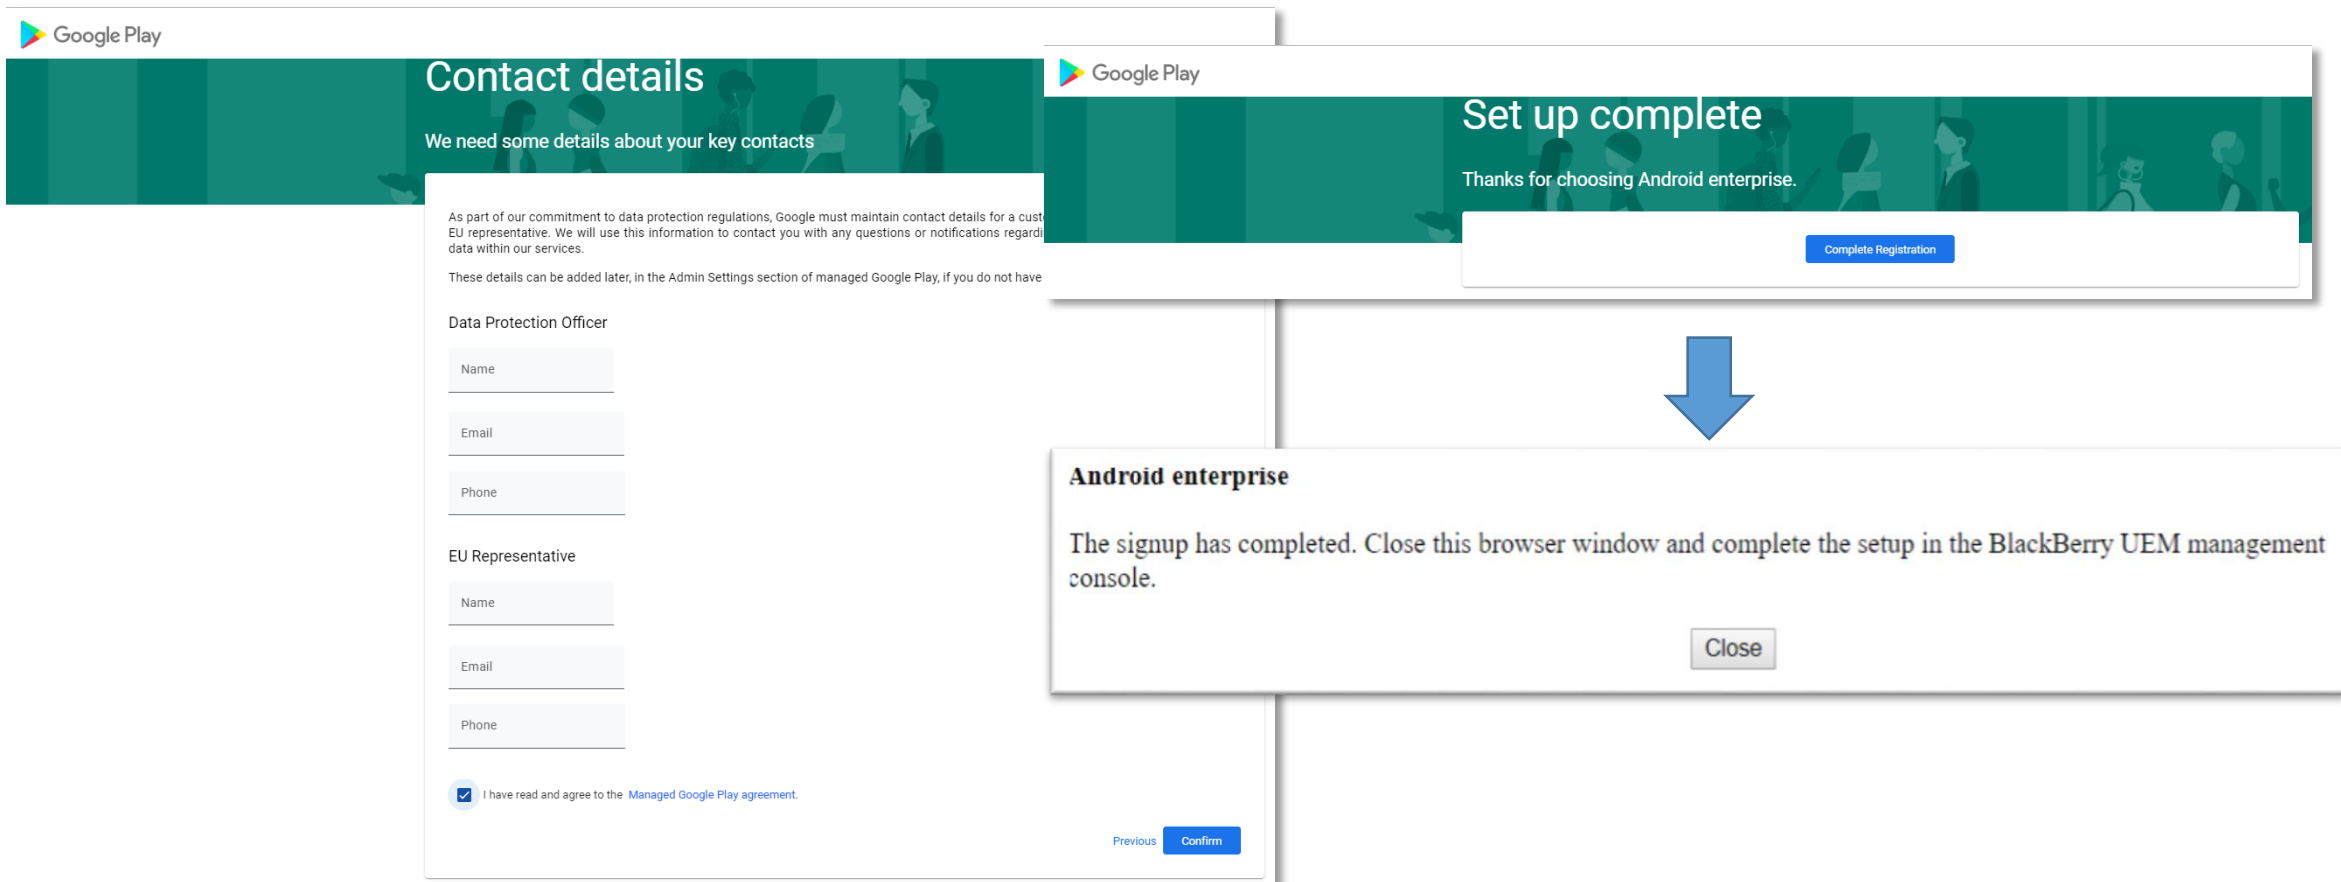 Google Play
Contact details
We need some details about your key contacts
As part of our commitment to data protection regulations, Google must maintain contact details for a
EU representative. We will use this information to contact you with any questions or notifications
data within our services.
These details can be added later, in the Admin Settings section of managed Google Play, if you do not have
Data Protection Officer
Name
Email
Phone
EU Representative
Name
Email
Phone
I have read and agree to the Managed Google Play agreement.
Previous Confirm
Google Play
Set up complete
Thanks for choosing Android enterprise.
Complete Registration
Android enterprise
The signup has completed. Close this browser window and complete the setup in the BlackBerry UEM management
console.
Close